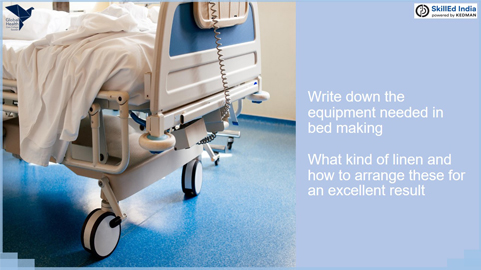 Global
Health
SkillEd India
powered by KEDMAN
Write down the
equipment needed in
bed making
What kind of linen and
how to arrange these for
an excellent result